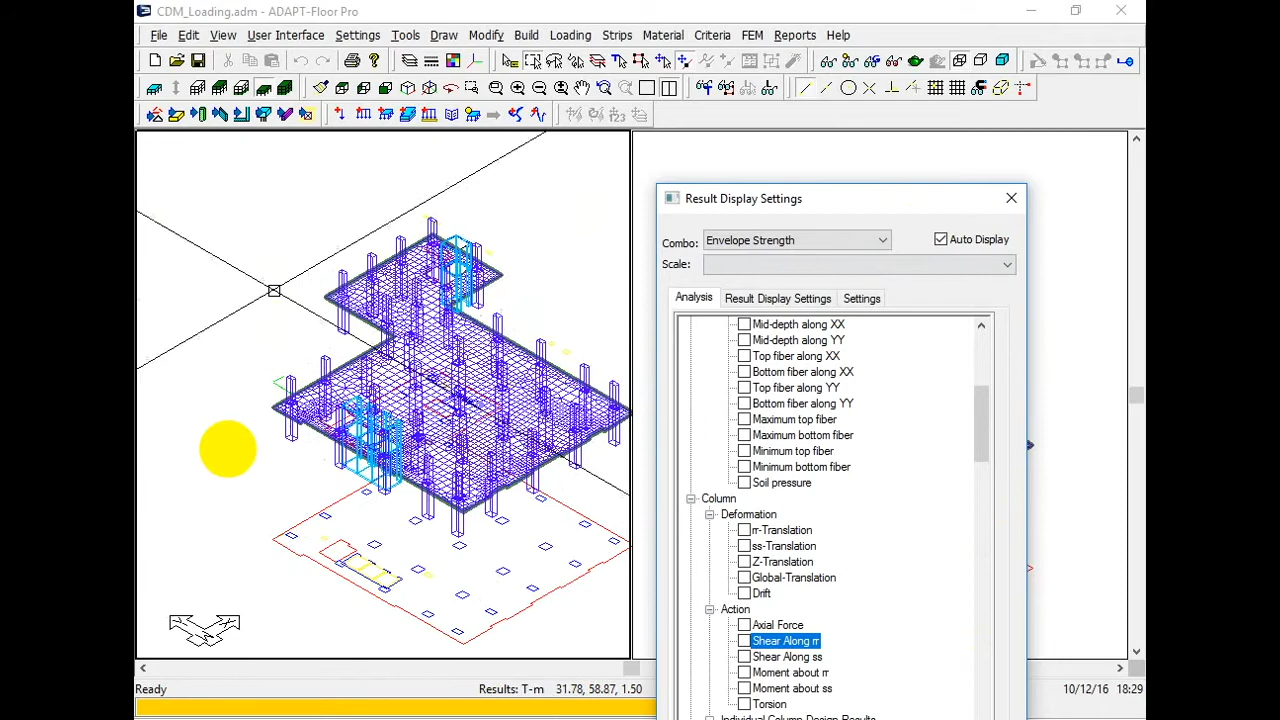 CDM_Loading.adm - ADAPT-Floor Pro
File Edit View User Interface Settings Tools Draw Modify Build Loading Strips Material Criteria FEM Reports Help
Result Display Settings
Combo: Envelope Strength Auto Display
Scale:
Analysis Result Display Settings Settings
Mid-depth along XX
Mid-depth along YY
Top fiber along XX
Bottom fiber along XX
Top fiber along YY
Bottom fiber along YY
Maximum top fiber
Maximum bottom fiber
Minimum top fiber
Minimum bottom fiber
Soil pressure
Column
Deformation
rr-Translation
ss-Translation
Z-Translation
Global-Translation
Drift
Action
Axial Force
Shear Along rr
Shear Along ss
Moment about rr
Moment about ss
Torsion
Individual Column Design Results
Ready Results: T-m 31.78, 58.87, 1.50 10/12/16 18:29